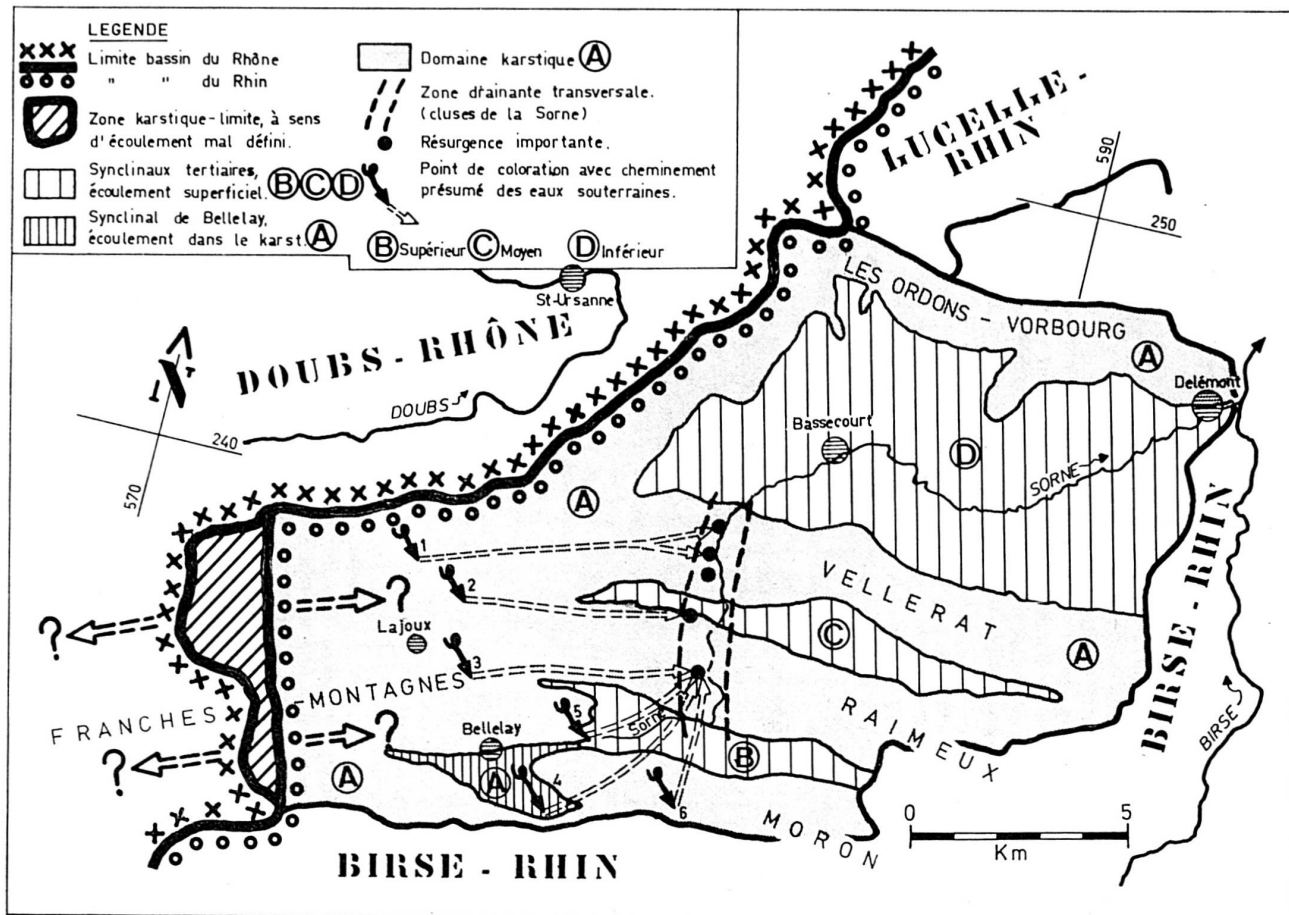 LEGENDE
Limite bassin du Rhône
" " du Rhin
Zone karstique-limite, à sens
d'écoulement mal défini.
Synclinaux tertiaires,
écoulement superficiel. B C D
Synclinal de Bellelay,
écoulement dans le karst. A
Domaine karstique A
Zone drainante transversale.
(cluses de la Sorne)
Résurgence importante.
Point de coloration avec cheminement
présumé des eaux souterraines.
B Supérieur C Moyen D Inférieur
LUCELLE-
RHIN
590
250
St-Ursanne
LES ORDONS - VORBOURG
A
DOUBS - RHÔNE
N
DOUBS
Delémont
240
Bassecourt
D
570
SORNE
A
1
2
VELLERAT
?
?
Lajoux
C
A
3
BIRSE - RHIN
FRANCHES - MONTAGNES
RAIMEUX
5
Sorne
BIRSE
?
?
Bellelay
B
A
A
4
6
MORON
0 5
Km
BIRSE - RHIN